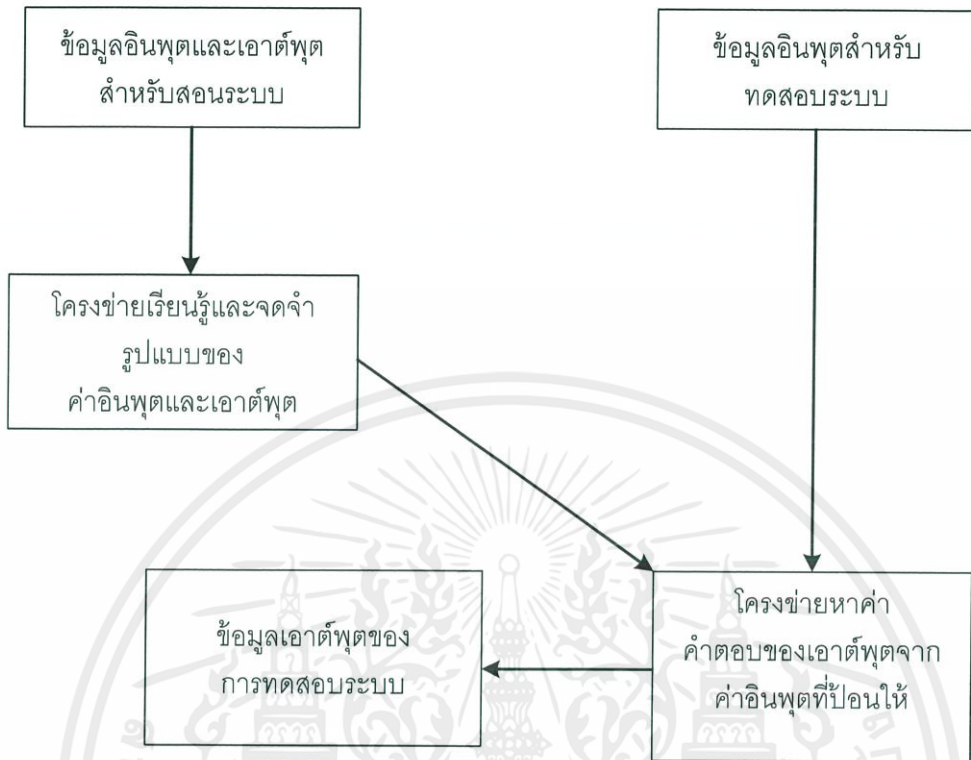 ข้อมูลอินพุตและเอาต์พุต
สำหรับสอนระบบ
ข้อมูลอินพุตสำหรับ
ทดสอบระบบ
โครงข่ายเรียนรู้และจดจำ
รูปแบบของ
ค่าอินพุตและเอาต์พุต
ข้อมูลเอาต์พุตของ
การทดสอบระบบ
โครงข่ายหาค่า
คำตอบของเอาต์พุตจาก
ค่าอินพุตที่ป้อนให้